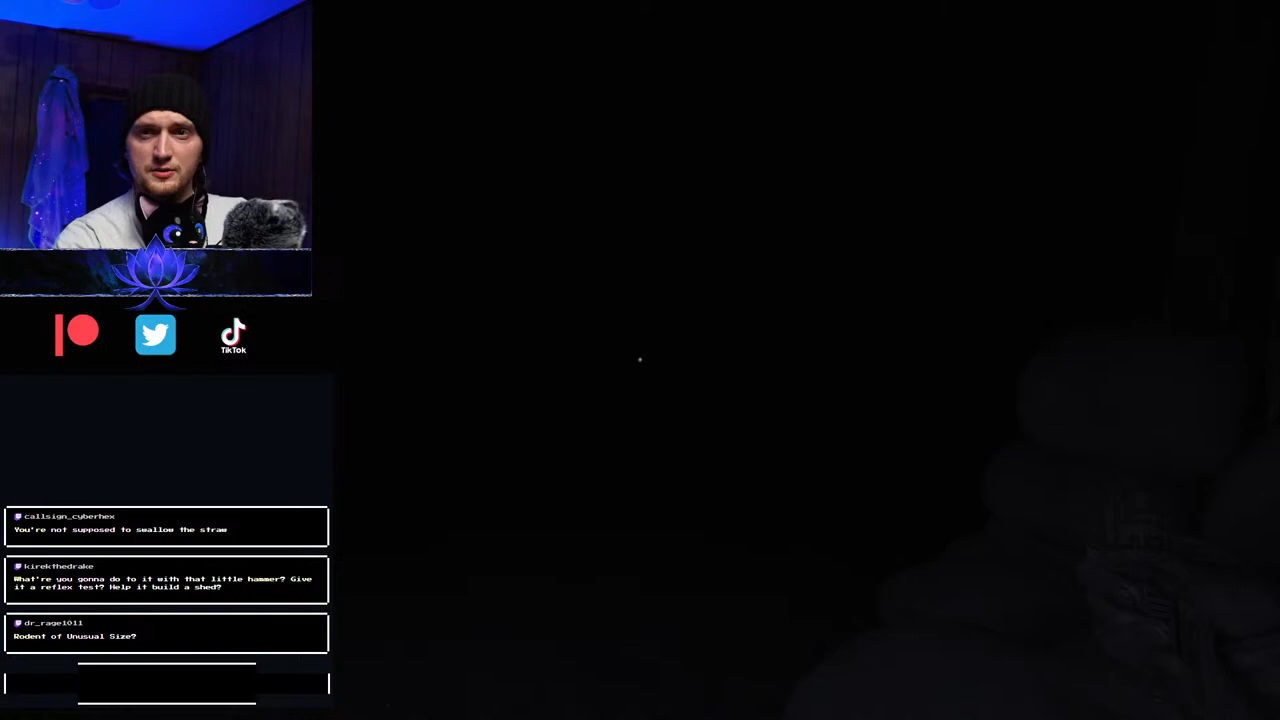 TikTok
callsign_cyberhex
You're not supposed to swallow the straw
kirekthedrake
What're you gonna do to it with that little hammer? Give
it a reflex test? Help it build a shed?
dr_rage1011
Rodent of Unusual Size?